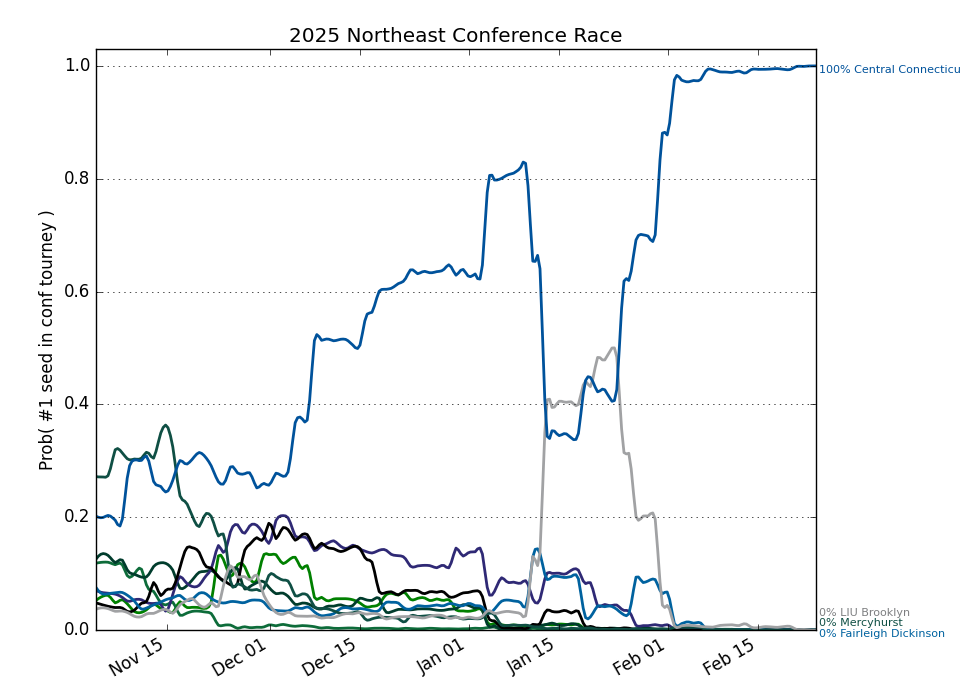 2025 Northeast Conference Race
Prob( #1 seed in conf tourney )
1.0
0.8
0.6
0.4
0.2
0.0
Nov 15
Dec 01
Dec 15
Jan 01
Jan 15
Feb 01
Feb 15
100% Central Connecticu
0% LIU Brooklyn
0% Mercyhurst
0% Fairleigh Dickinson